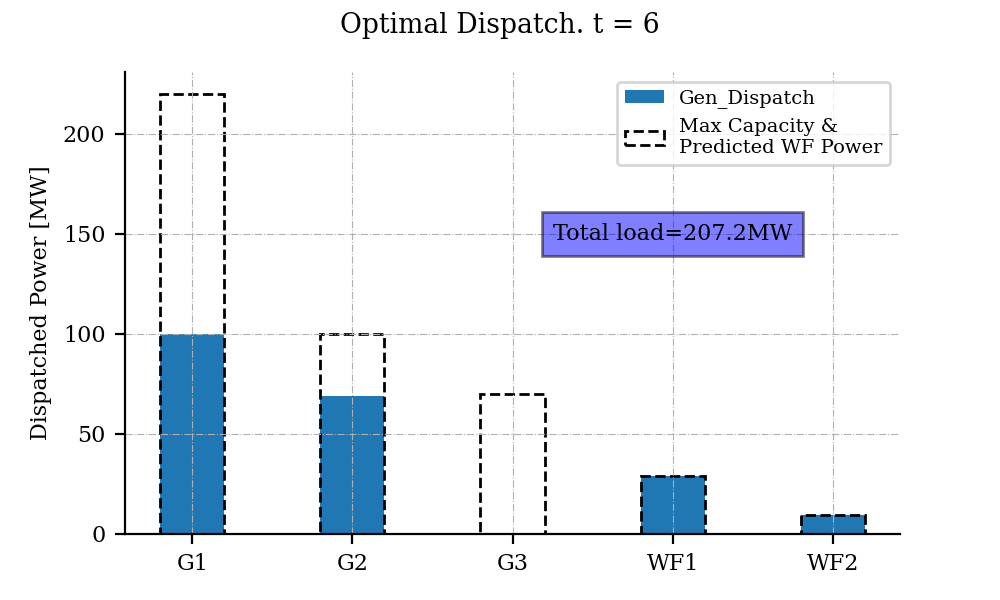 Optimal Dispatch. t = 6
Gen_Dispatch
Max Capacity &
Predicted WF Power
Total load=207.2MW
Dispatched Power [MW]
200
150
100
50
0
G1
G2
G3
WF1
WF2